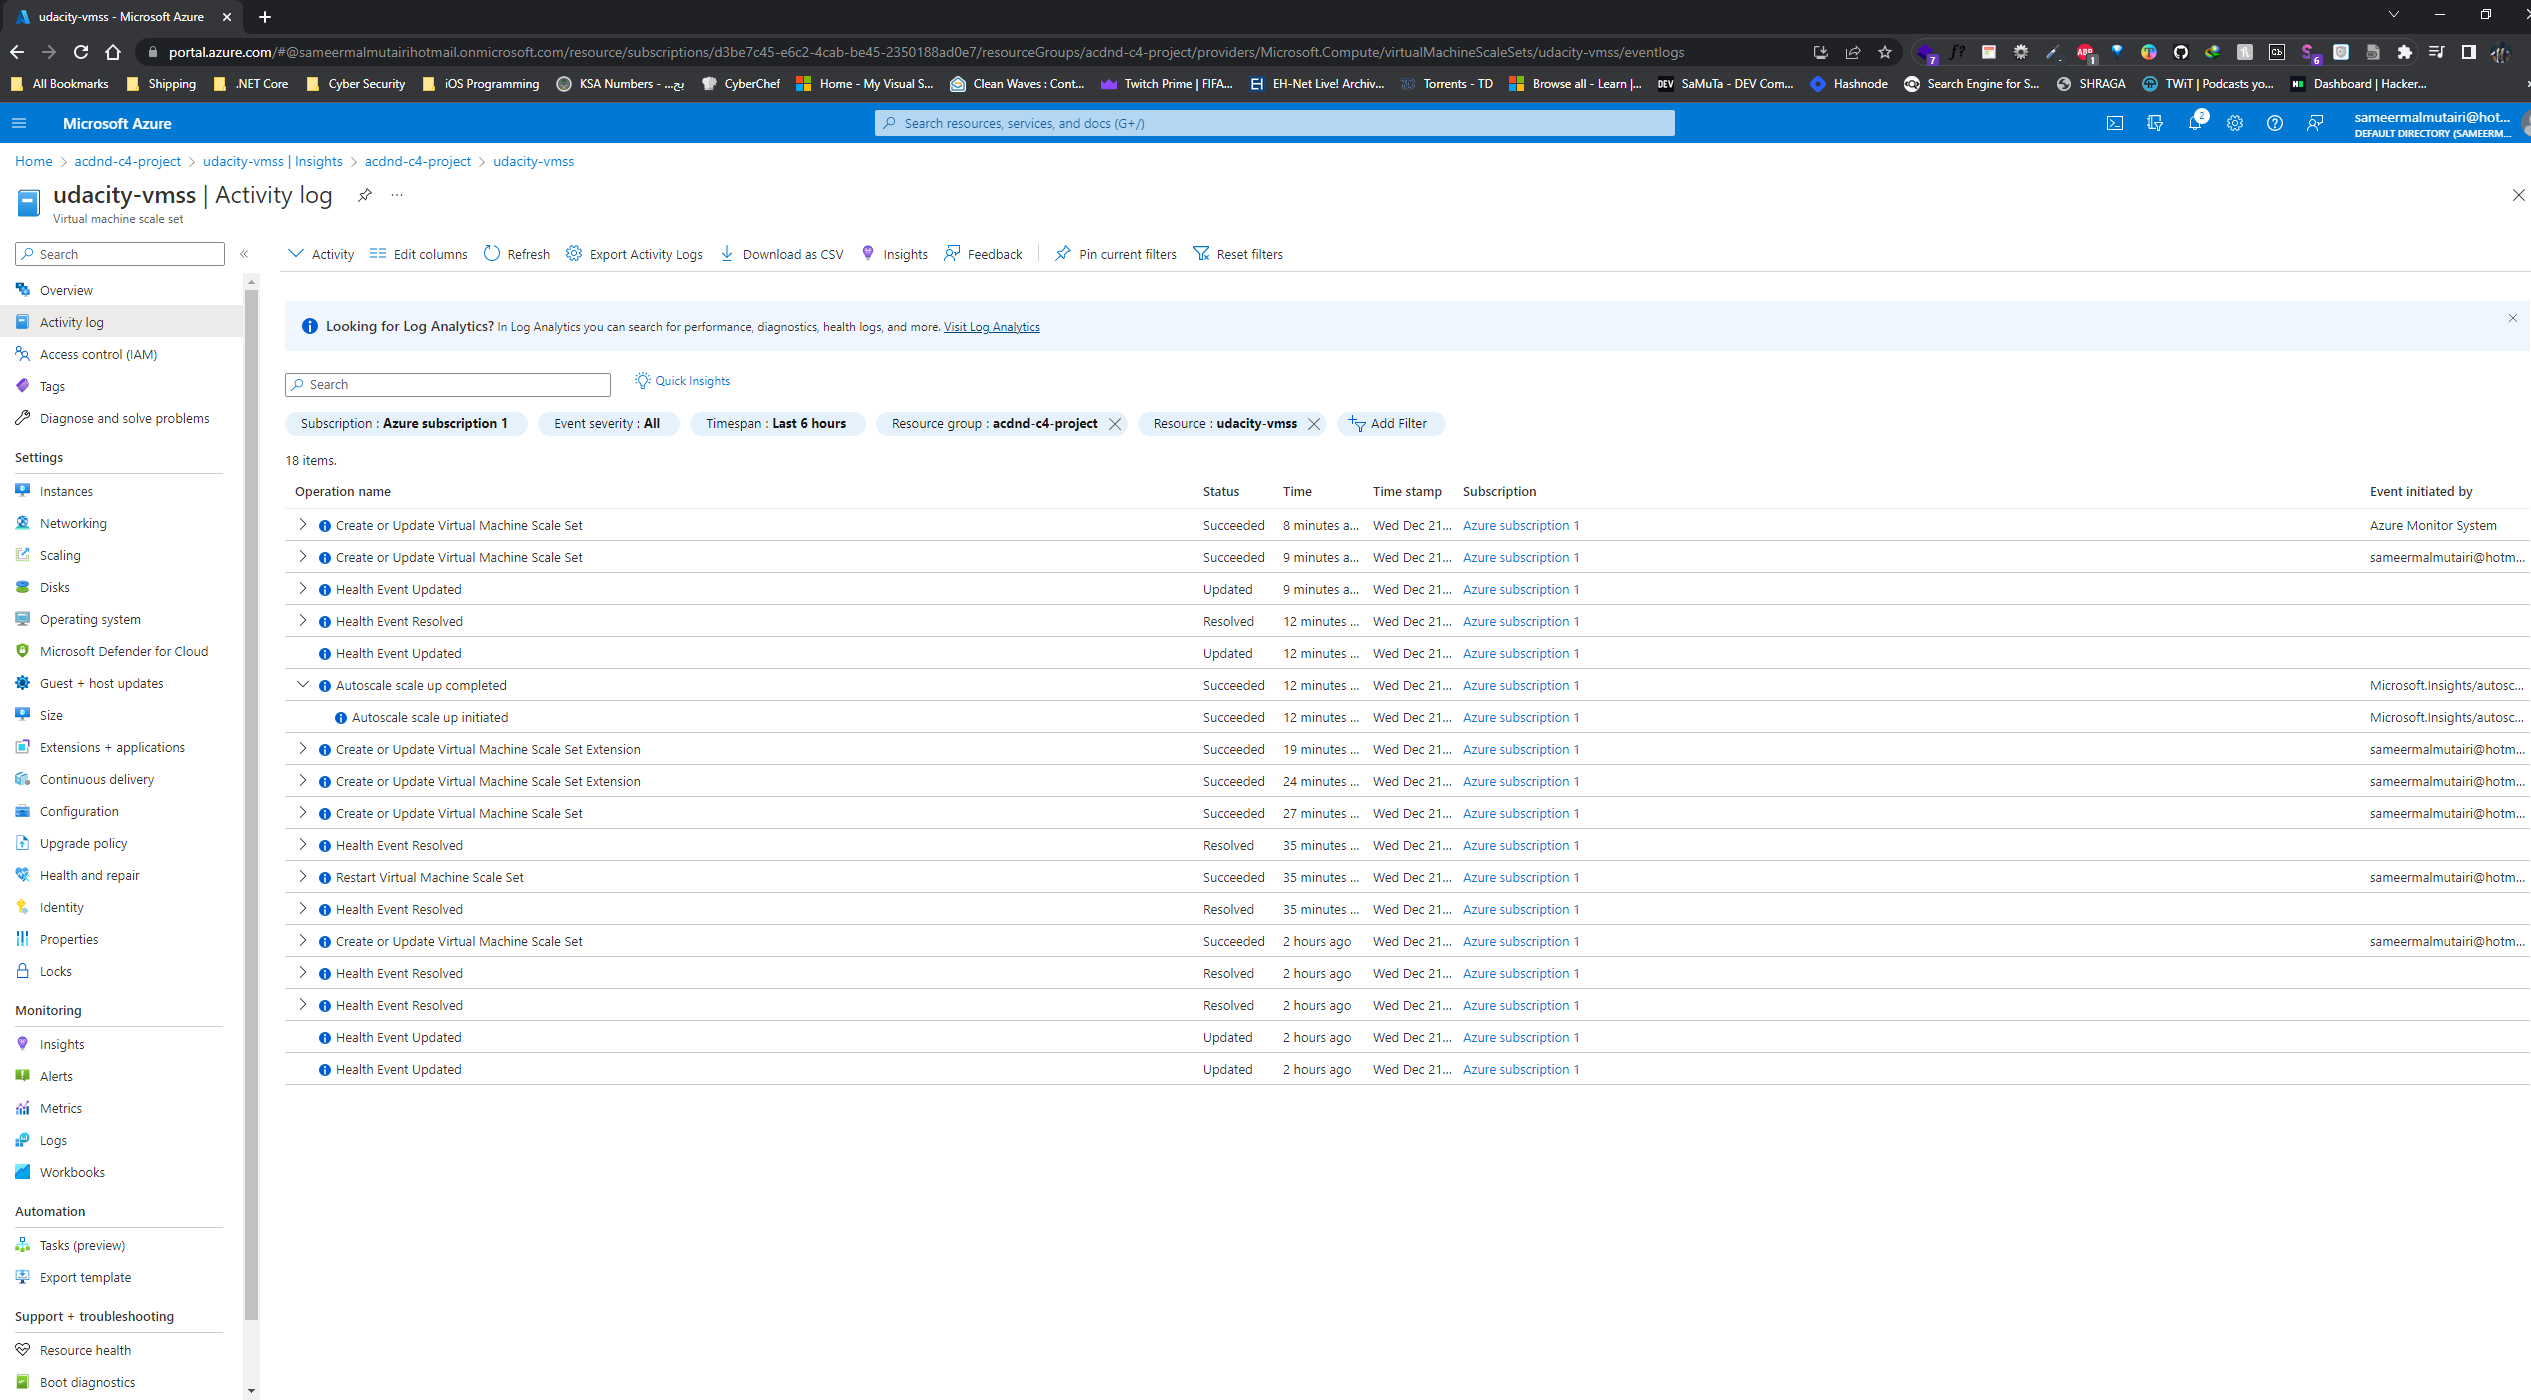 udacity-vmss - Microsoft Azure
portal.azure.com/#@sameermalmutairihotmail.onmicrosoft.com/resource/subscriptions/d3be7c45-e6c2-4cab-be45-2350188ad0e7/resourceGroups/acdnd-c4-project/providers/Microsoft.Compute/virtualMachineScaleSets/udacity-vmss/eventlogs
All Bookmarks Shipping .NET Core Cyber Security iOS Programming KSA Numbers - ... CyberChef Home - My Visual S... Clean Waves : Cont... Twitch Prime | FIFA... EH-Net Live! Archiv... Torrents - TD Browse all - Learn |... SaMuTa - DEV Com... Hashnode Search Engine for S... SHRAGA TWiT | Podcasts yo... Dashboard | Hacker...
Microsoft Azure
Search resources, services, and docs (G+/)
2
sameermalmutairi@hot...
DEFAULT DIRECTORY (SAMEERM...
Home > acdnd-c4-project > udacity-vmss | Insights > acdnd-c4-project > udacity-vmss
udacity-vmss | Activity log
Virtual machine scale set
Search
Activity Edit columns Refresh Export Activity Logs Download as CSV Insights Feedback Pin current filters Reset filters
Overview
Activity log
Access control (IAM)
Tags
Diagnose and solve problems
Settings
Instances
Networking
Scaling
Disks
Operating system
Microsoft Defender for Cloud
Guest + host updates
Size
Extensions + applications
Continuous delivery
Configuration
Upgrade policy
Health and repair
Identity
Properties
Locks
Monitoring
Insights
Alerts
Metrics
Logs
Workbooks
Automation
Tasks (preview)
Export template
Support + troubleshooting
Resource health
Boot diagnostics
Looking for Log Analytics? In Log Analytics you can search for performance, diagnostics, health logs, and more. Visit Log Analytics
Search
Quick Insights
Subscription : Azure subscription 1 Event severity : All Timespan : Last 6 hours Resource group : acdnd-c4-project Resource : udacity-vmss Add Filter
18 items.
Operation name Status Time Time stamp Subscription Event initiated by
Create or Update Virtual Machine Scale Set Succeeded 8 minutes a... Wed Dec 21... Azure subscription 1 Azure Monitor System
Create or Update Virtual Machine Scale Set Succeeded 9 minutes a... Wed Dec 21... Azure subscription 1 sameermalmutairi@hotm...
Health Event Updated Updated 9 minutes a... Wed Dec 21... Azure subscription 1
Health Event Resolved Resolved 12 minutes ... Wed Dec 21... Azure subscription 1
Health Event Updated Updated 12 minutes ... Wed Dec 21... Azure subscription 1
Autoscale scale up completed Succeeded 12 minutes ... Wed Dec 21... Azure subscription 1 Microsoft.Insights/autosc...
Autoscale scale up initiated Succeeded 12 minutes ... Wed Dec 21... Azure subscription 1 Microsoft.Insights/autosc...
Create or Update Virtual Machine Scale Set Extension Succeeded 19 minutes ... Wed Dec 21... Azure subscription 1 sameermalmutairi@hotm...
Create or Update Virtual Machine Scale Set Extension Succeeded 24 minutes ... Wed Dec 21... Azure subscription 1 sameermalmutairi@hotm...
Create or Update Virtual Machine Scale Set Succeeded 27 minutes ... Wed Dec 21... Azure subscription 1 sameermalmutairi@hotm...
Health Event Resolved Resolved 35 minutes ... Wed Dec 21... Azure subscription 1
Restart Virtual Machine Scale Set Succeeded 35 minutes ... Wed Dec 21... Azure subscription 1 sameermalmutairi@hotm...
Health Event Resolved Resolved 35 minutes ... Wed Dec 21... Azure subscription 1
Create or Update Virtual Machine Scale Set Succeeded 2 hours ago Wed Dec 21... Azure subscription 1 sameermalmutairi@hotm...
Health Event Resolved Resolved 2 hours ago Wed Dec 21... Azure subscription 1
Health Event Resolved Resolved 2 hours ago Wed Dec 21... Azure subscription 1
Health Event Updated Updated 2 hours ago Wed Dec 21... Azure subscription 1
Health Event Updated Updated 2 hours ago Wed Dec 21... Azure subscription 1